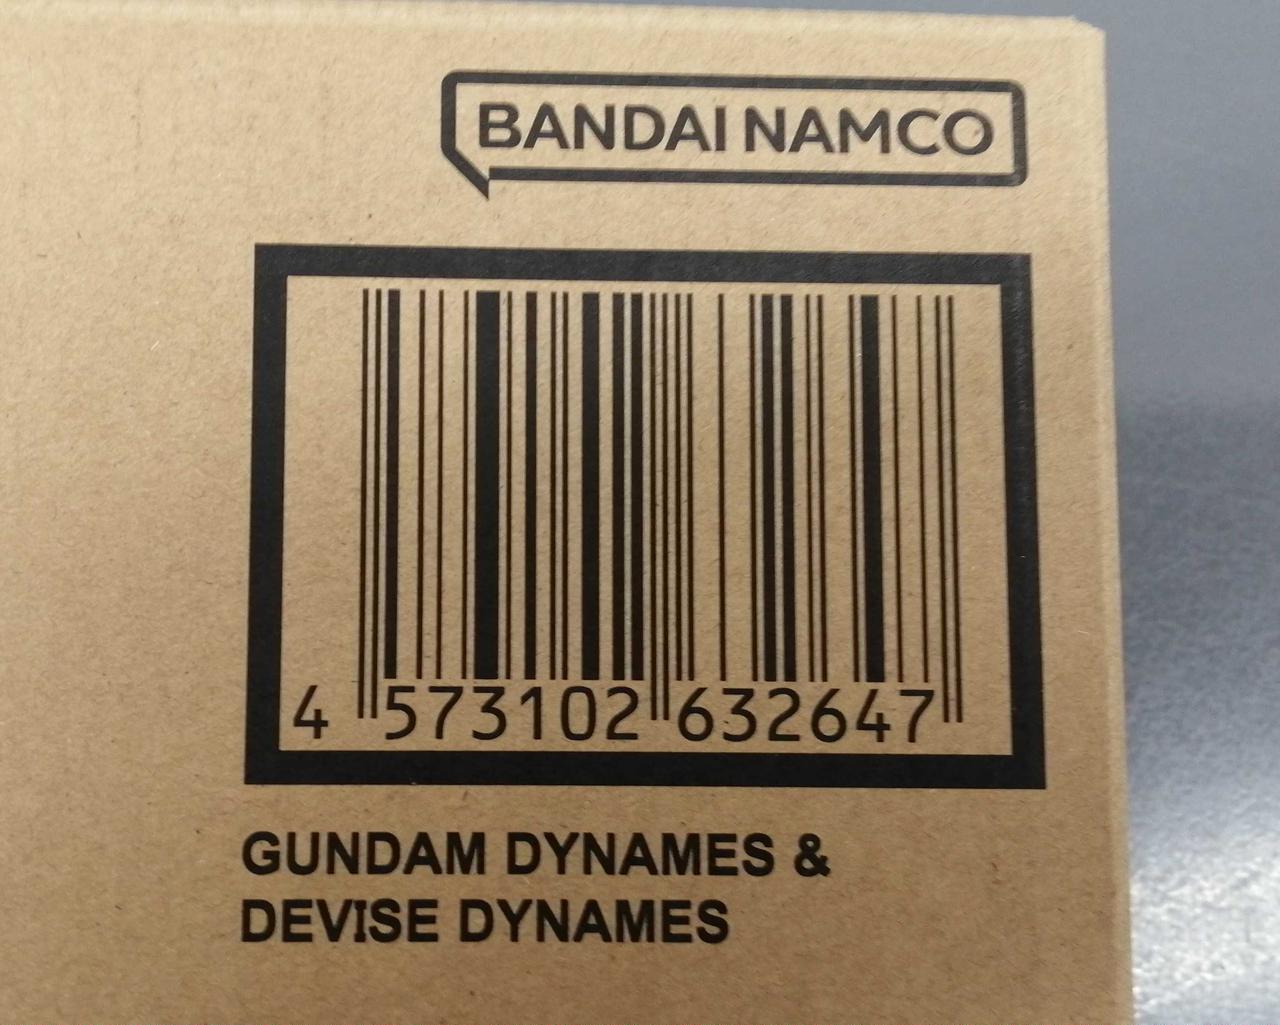 BANDAI NAMCO
4 573102 632647
GUNDAM DYNAMES &
DEVISE DYNAMES